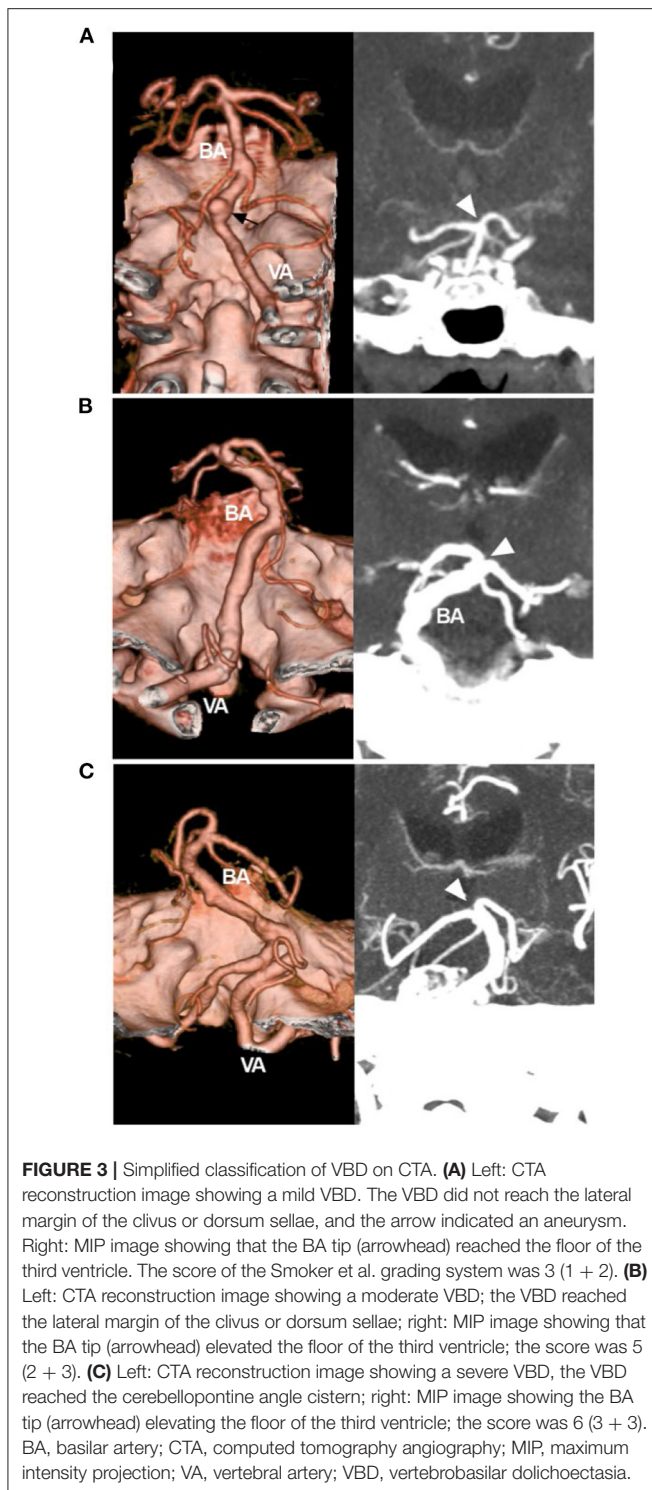 A
BA
VA
B
BA
BA
VA
C
BA
VA
FIGURE 3 | Simplified classification of VBD on CTA. (A) Left: CTA
reconstruction image showing a mild VBD. The VBD did not reach the lateral
margin of the clivus or dorsum sellae, and the arrow indicated an aneurysm.
Right: MIP image showing that the BA tip (arrowhead) reached the floor of the
third ventricle. The score of the Smoker et al. grading system was 3 (1 + 2). (B)
Left: CTA reconstruction image showing a moderate VBD; the VBD reached
the lateral margin of the clivus or dorsum sellae; right: MIP image showing that
the BA tip (arrowhead) elevated the floor of the third ventricle; the score was 5
(2 + 3). (C) Left: CTA reconstruction image showing a severe VBD, the VBD
reached the cerebellopontine angle cistern; right: MIP image showing the BA
tip (arrowhead) elevating the floor of the third ventricle; the score was 6 (3 + 3).
BA, basilar artery; CTA, computed tomography angiography; MIP, maximum
intensity projection; VA, vertebral artery; VBD, vertebrobasilar dolichoectasia.